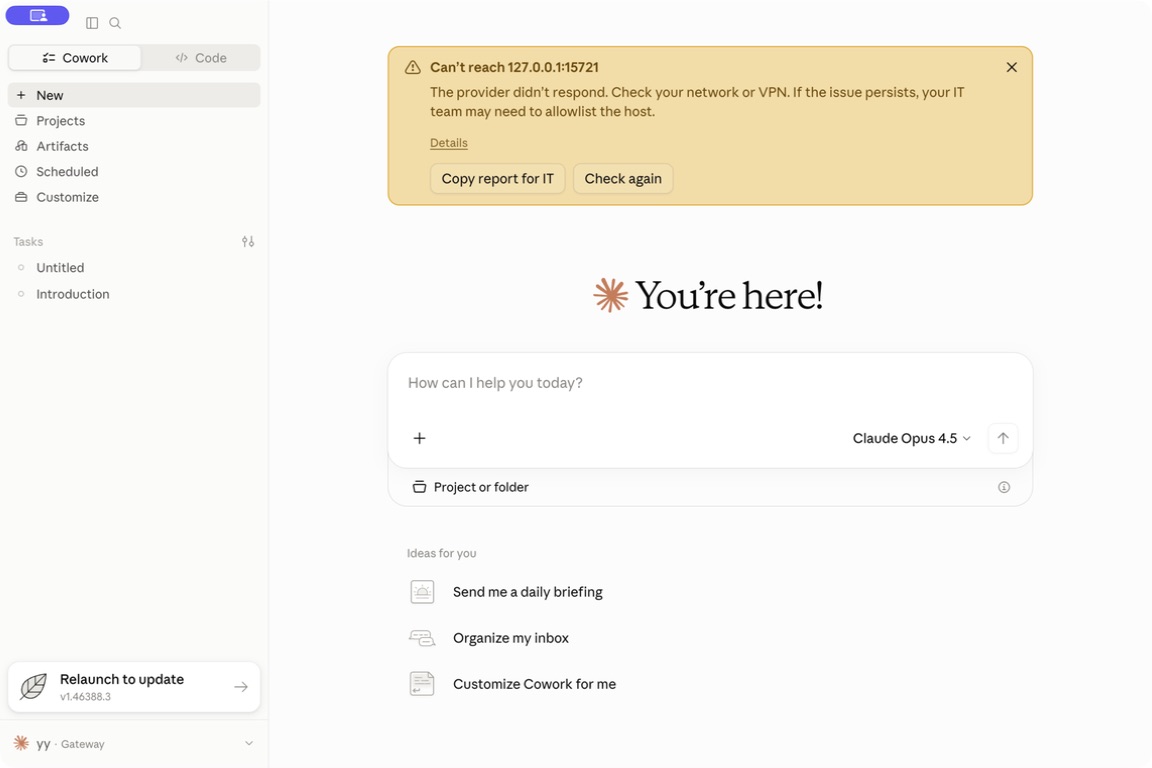 Cowork
Code
New
Projects
Artifacts
Scheduled
Customize
Tasks
Untitled
Introduction
Relaunch to update
v1.46388.3
yy · Gateway
Can't reach 127.0.0.1:15721
The provider didn't respond. Check your network or VPN. If the issue persists, your IT
team may need to allowlist the host.
Details
Copy report for IT
Check again
You're here!
How can I help you today?
Claude Opus 4.5
Project or folder
Ideas for you
Send me a daily briefing
Organize my inbox
Customize Cowork for me